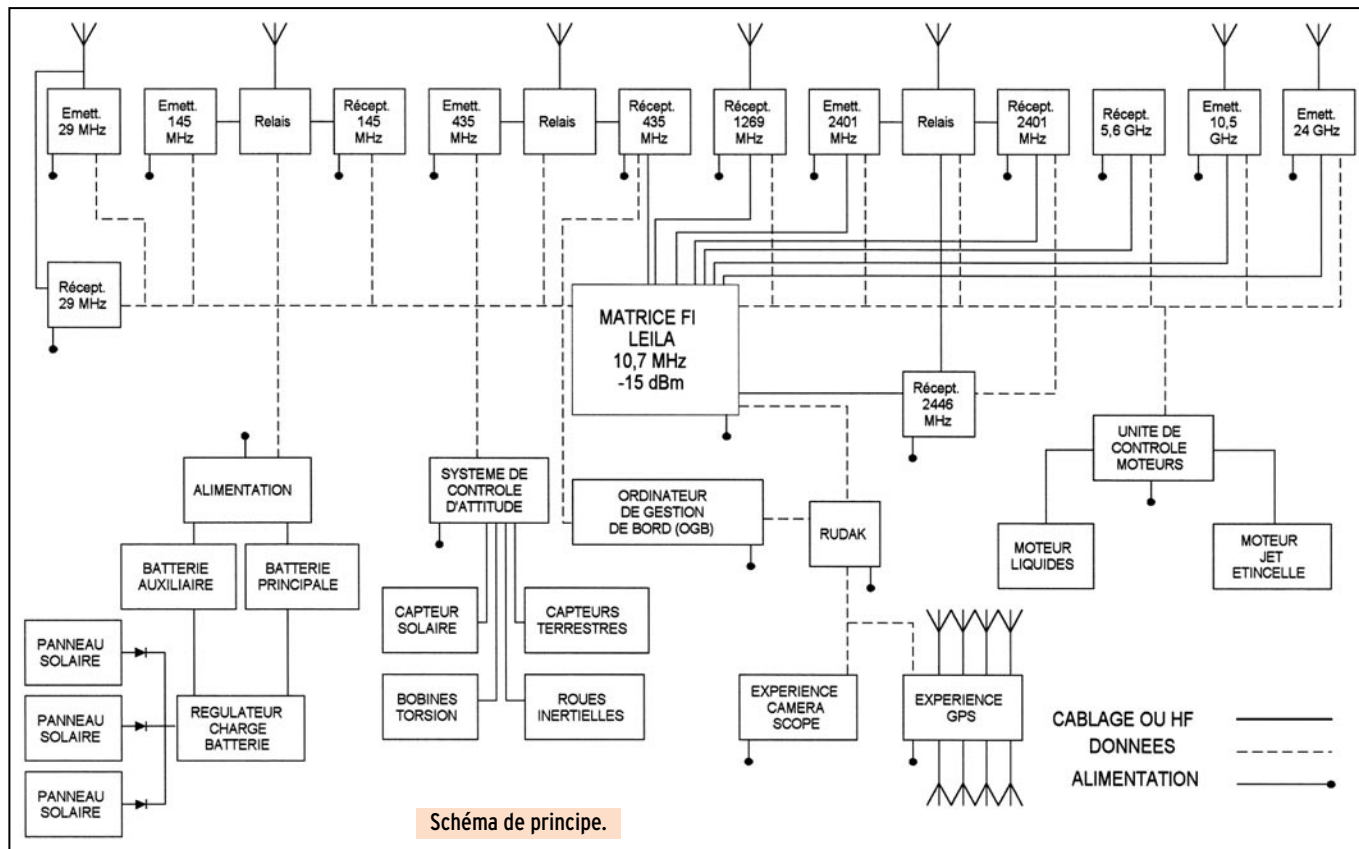 Emett.
29 MHz
Emett.
145
MHz
Relais
Récept.
145
MHz
Emett.
435
MHz
Relais
Récept.
435
MHz
Récept.
1269
MHz
Emett.
2401
MHz
Relais
Récept.
2401
MHz
Récept.
5,6 GHz
Emett.
10,5
GHz
Emett.
24 GHz
Récept.
29 MHz
MATRICE FI
LEILA
10,7 MHz
-15 dBm
Récept.
2446
MHz
UNITE DE
CONTROLE
MOTEURS
ALIMENTATION
SYSTEME DE
CONTROLE
D'ATTITUDE
ORDINATEUR
DE GESTION
DE BORD (OGB)
RUDAK
MOTEUR
LIQUIDES
MOTEUR
JET
ETINCELLE
BATTERIE
AUXILIAIRE
BATTERIE
PRINCIPALE
CAPTEUR
SOLAIRE
CAPTEURS
TERRESTRES
PANNEAU
SOLAIRE
PANNEAU
SOLAIRE
PANNEAU
SOLAIRE
REGULATEUR
CHARGE
BATTERIE
BOBINES
TORSION
ROUES
INERTIELLES
EXPERIENCE
CAMERA
SCOPE
EXPERIENCE
GPS
CABLAGE OU HF
DONNEES
ALIMENTATION
Schéma de principe.